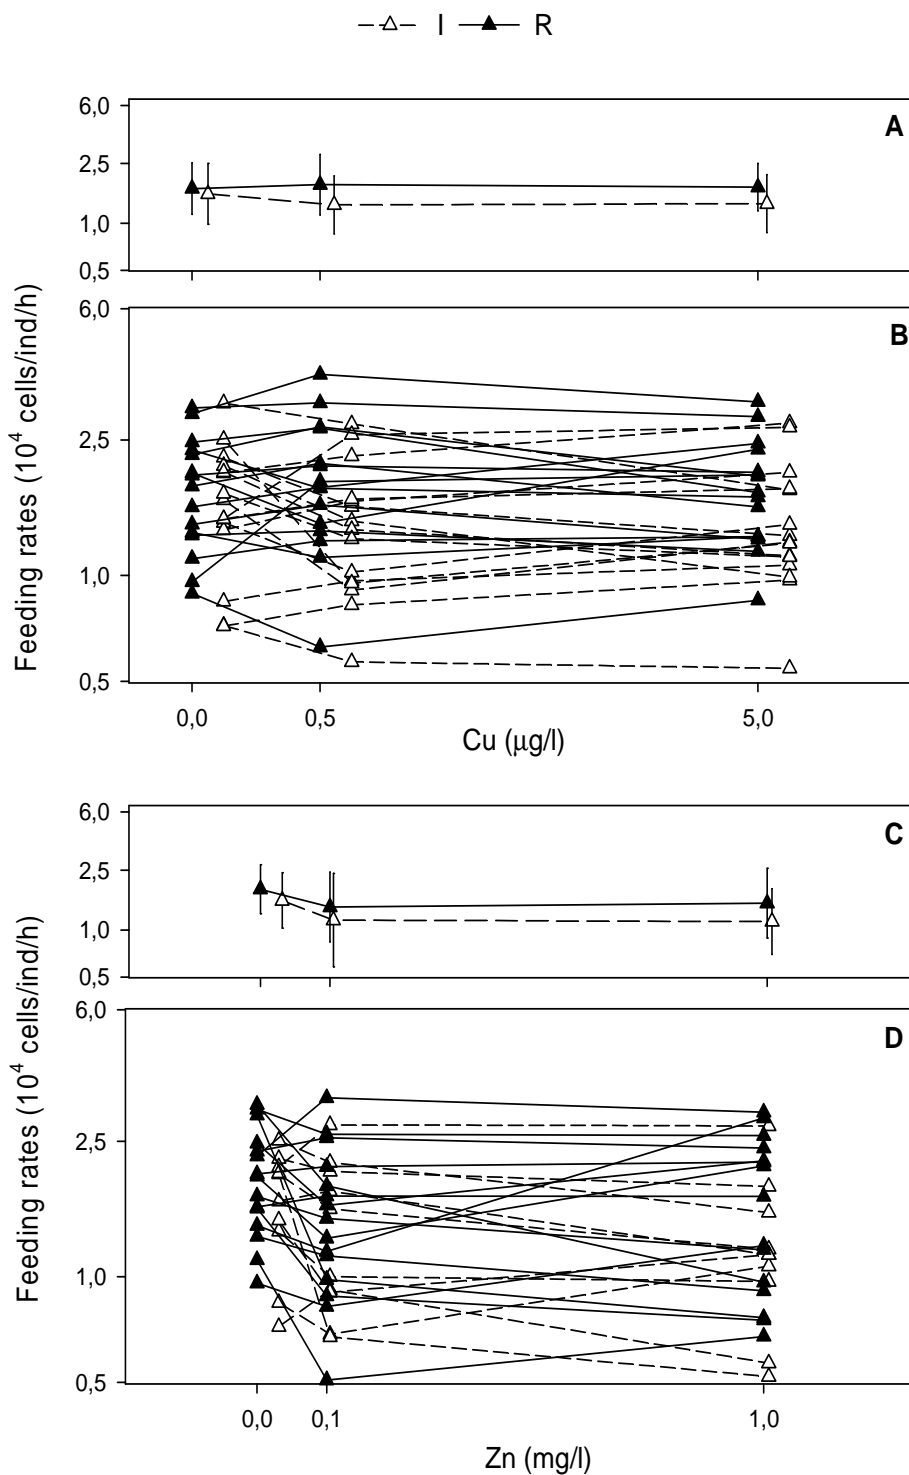 I R
6,0
A
2,5
1,0
0,5
6,0
B
2,5
1,0
0,5
0,0 0,5 5,0
Cu (μg/l)
Feeding rates (10⁴ cells/ind/h)
6,0
C
2,5
1,0
0,5
6,0
D
2,5
1,0
0,5
0,0 0,1 1,0
Zn (mg/l)
Feeding rates (10⁴ cells/ind/h)